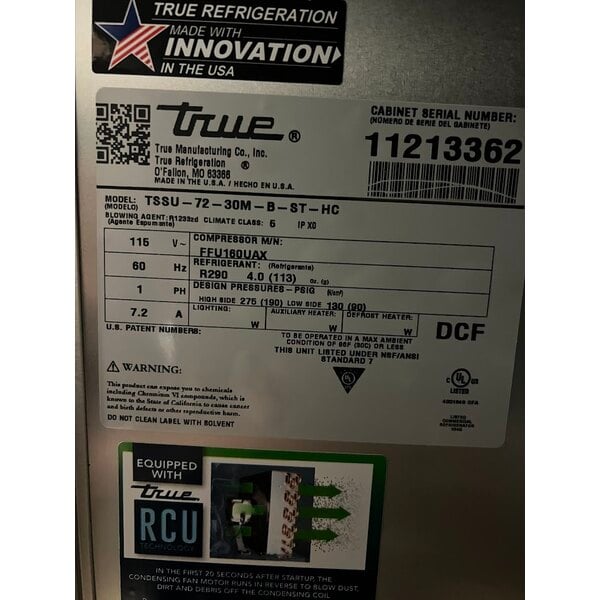 TRUE REFRIGERATION
MADE WITH
INNOVATION
IN THE USA
true ®
CABINET SERIAL NUMBER:
(NÚMERO DE SERIE DEL GABINETE)
11213362
True Manufacturing Co., Inc.
True Refrigeration ®
O'Fallon, MO 63366
MADE IN THE U.S.A. / HECHO EN U.S.A.
MODEL: TSSU-72-30M-B-ST-HC
(MODELO)
BLOWING AGENT: R1233zd CLIMATE CLASS: 5 IP X0
(Agente Espumante)
115 V~
COMPRESSOR M/N:
FFU160UAX
60 Hz
REFRIGERANT: (Refrigerante)
R290 4.0 (113) Oz. (g)
1 PH
DESIGN PRESSURES-PSIG
HIGH SIDE 275 (190) LOW SIDE 130 (90)
7.2 A
LIGHTING: W
AUXILIARY HEATER: W
DEFROST HEATER: W
DCF
U.S. PATENT NUMBERS:
TO BE OPERATED IN A MAX AMBIENT
CONDITION OF 86F (30C) OR LESS
THIS UNIT LISTED UNDER NSF/ANSI
STANDARD 7
⚠ WARNING:
This product can expose you to chemicals
including Chromium VI compounds, which is
known to the State of California to cause cancer
and birth defects or other reproductive harm.
DO NOT CLEAN LABEL WITH SOLVENT
C UL US
LISTED
LISTED
COMMERCIAL
REFRIGERATOR
EQUIPPED
WITH
true
RCU
TECHNOLOGY
IN THE FIRST 20 SECONDS AFTER STARTUP, THE
CONDENSING FAN MOTOR RUNS IN REVERSE TO BLOW DUST,
DIRT AND DEBRIS OFF THE CONDENSING COIL